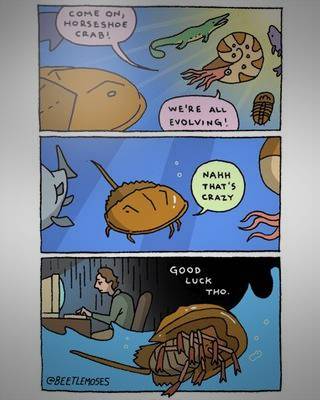 COME ON,
HORSESHOE
CRAB!
WE'RE ALL
EVOLVING!
NAHH
THAT'S
CRAZY
GOOD
LUCK
THO.
@BEETLEMOSES